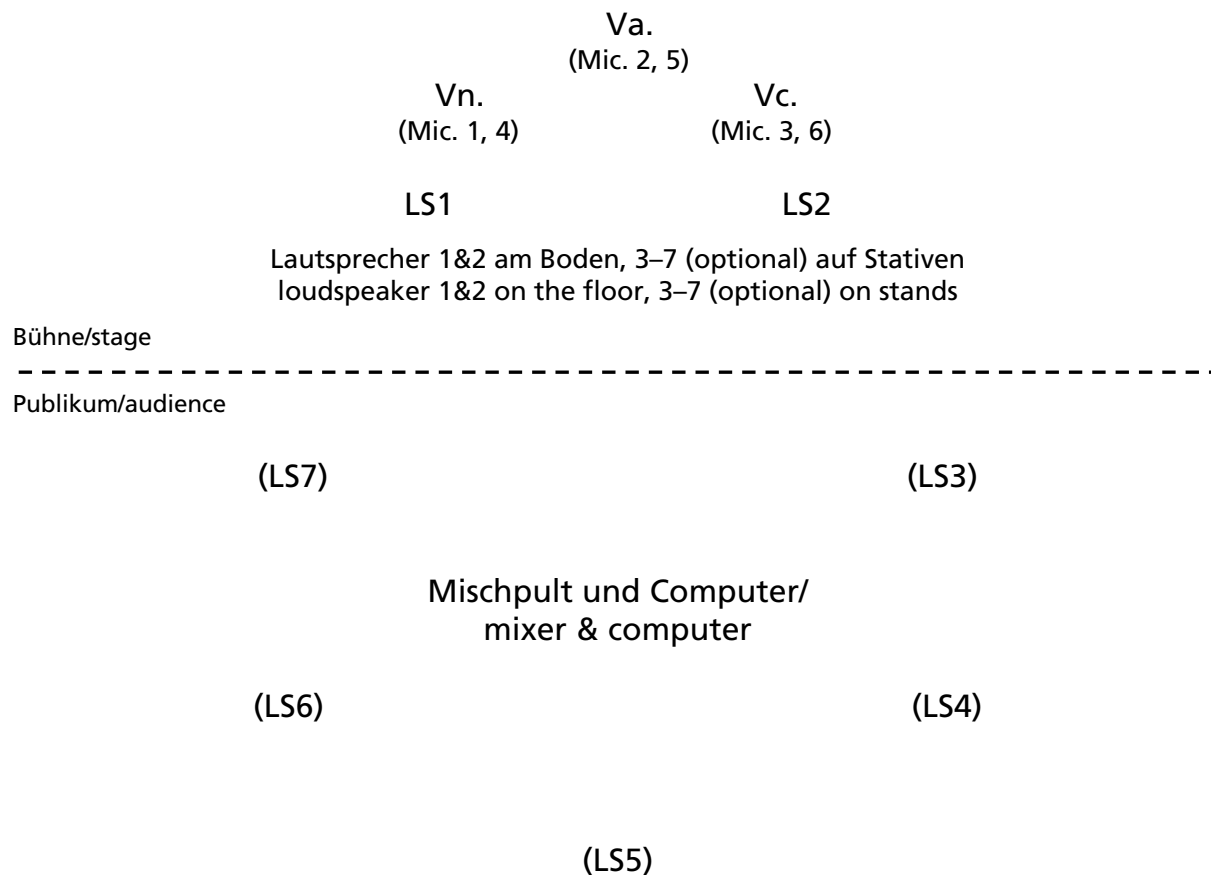 Va.
(Mic. 2, 5)
Vn.
Vc.
(Mic. 1, 4)
(Mic. 3, 6)
LS1
LS2
Lautsprecher 1&2 am Boden, 3–7 (optional) auf Stativen
loudspeaker 1&2 on the floor, 3–7 (optional) on stands
Bühne/stage
Publikum/audience
(LS7)
(LS3)
Mischpult und Computer/
mixer & computer
(LS6)
(LS4)
(LS5)